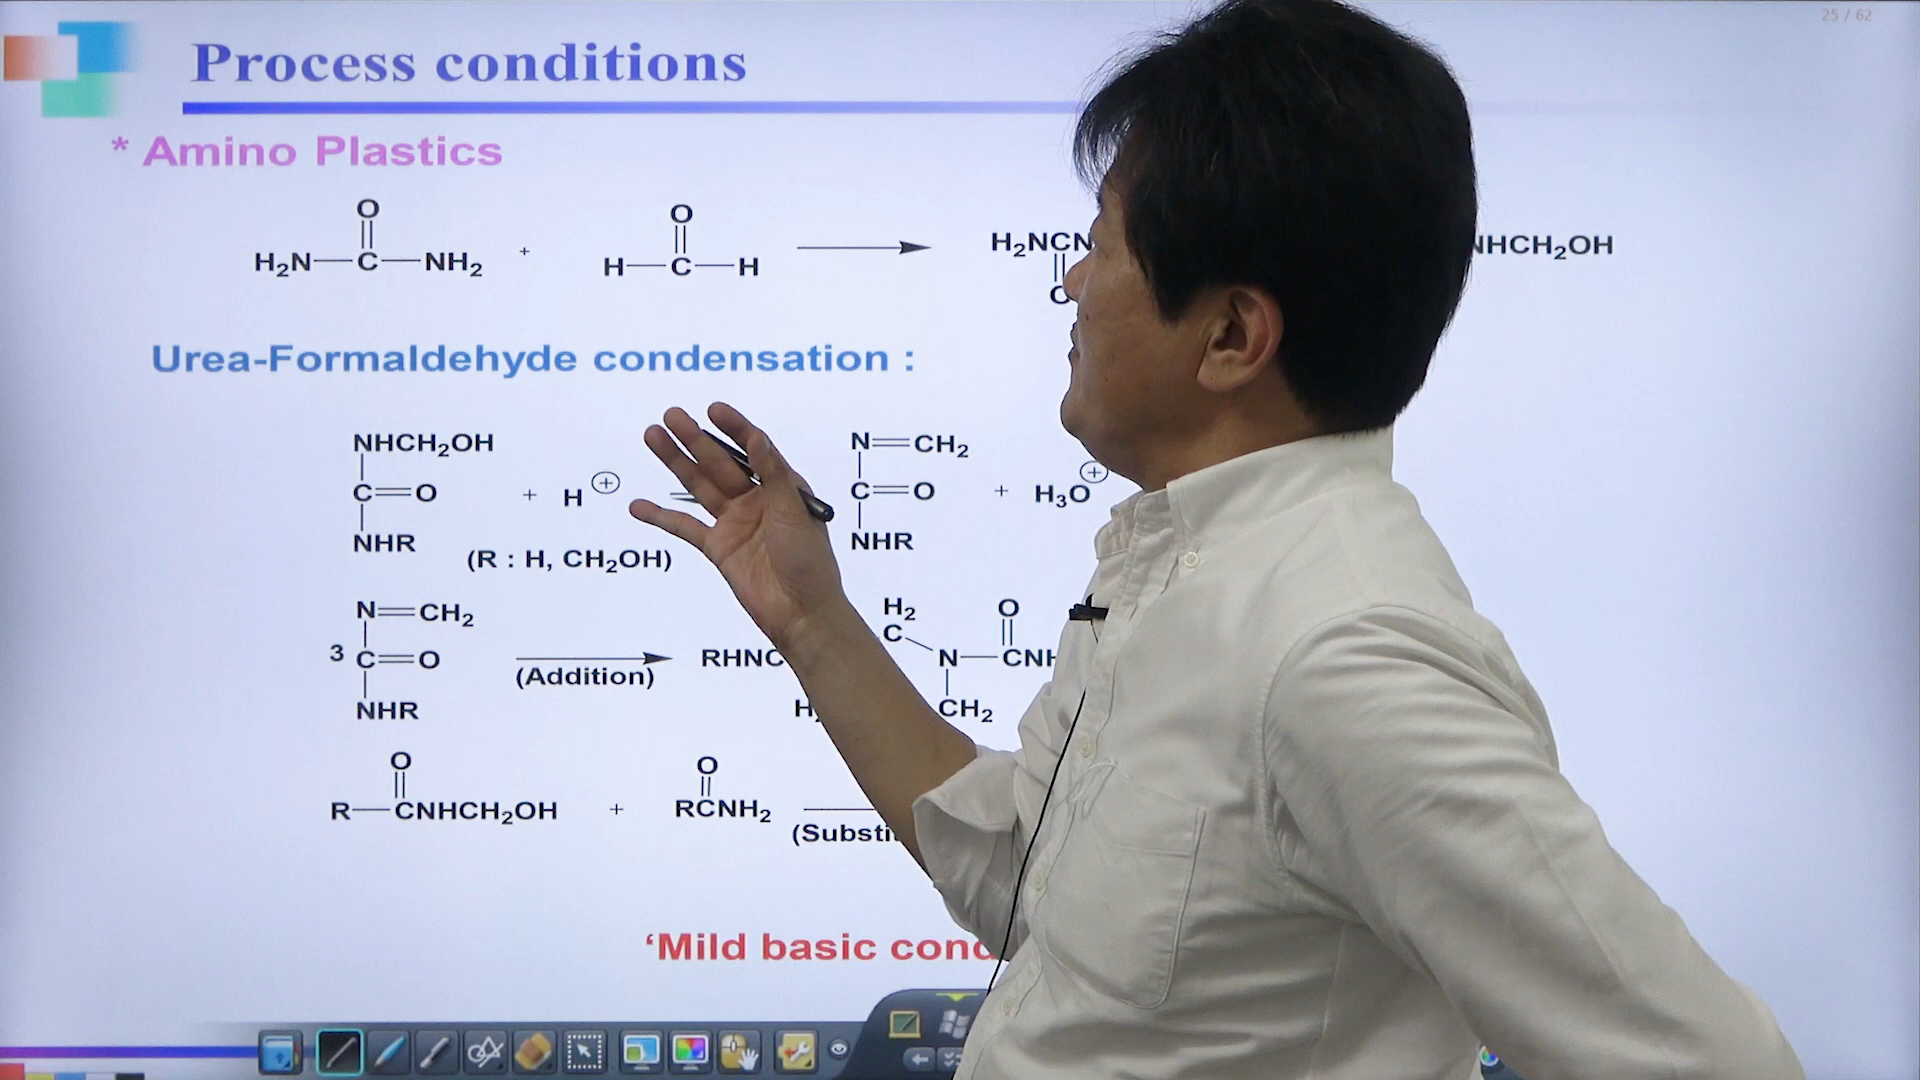 25 / 62
Process conditions
* Amino Plastics
O
H₂N—C—NH₂ + H—C—H
O
H₂NCN
NHCH₂OH
Urea-Formaldehyde condensation :
NHCH₂OH
C=O + H⊕
NHR
(R : H, CH₂OH)
N=CH₂
C=O + H₃O⊕
NHR
N=CH₂
3 C=O
NHR
(Addition)
RHNC
H₂
C
N—CNH
O
CH₂
O
R—CNHCH₂OH + RCNH₂
O
(Substi
‘Mild basic cond